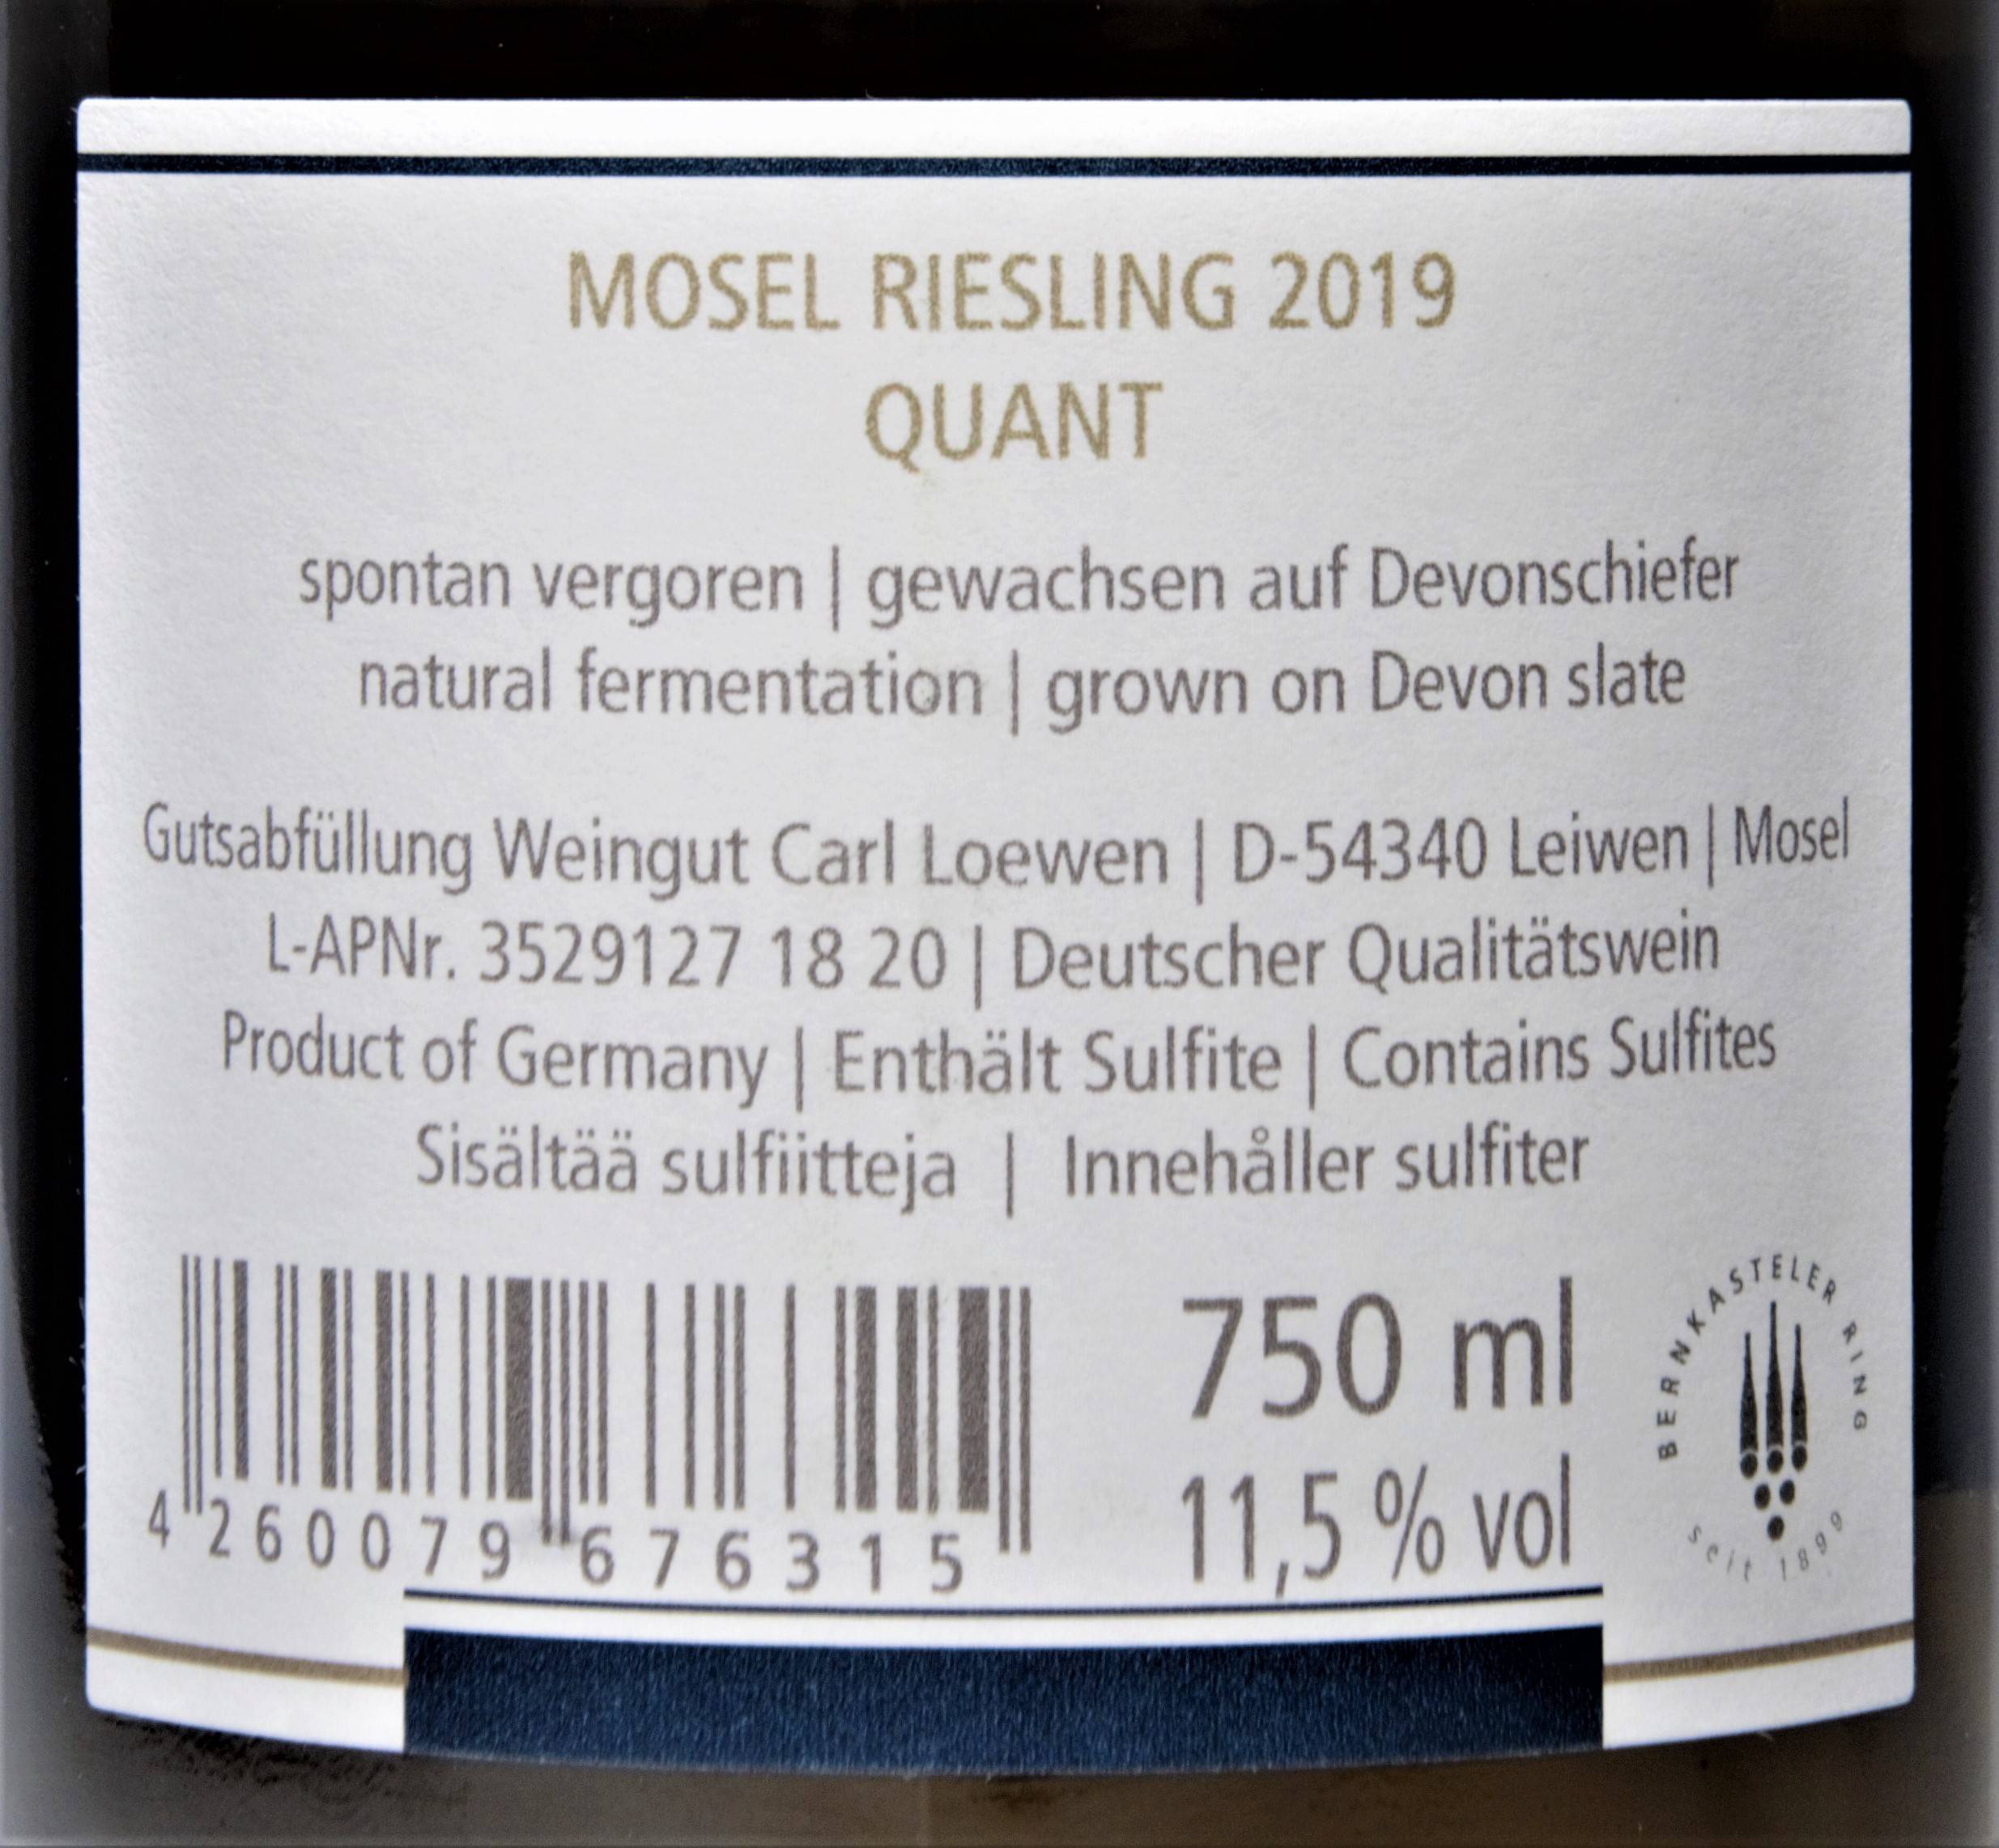 MOSEL RIESLING 2019
QUANT
spontan vergoren | gewachsen auf Devonschiefer
natural fermentation | grown on Devon slate
Gutsabfüllung Weingut Carl Loewen | D-54340 Leiwen | Mosel
L-APNr. 3529127 18 20 | Deutscher Qualitätswein
Product of Germany | Enthält Sulfite | Contains Sulfites
Sisältää sulfiitteja | Innehåller sulfiter
4 260079 676315
750 ml
11,5 % vol
BERNKASTELER RING
seit 1899